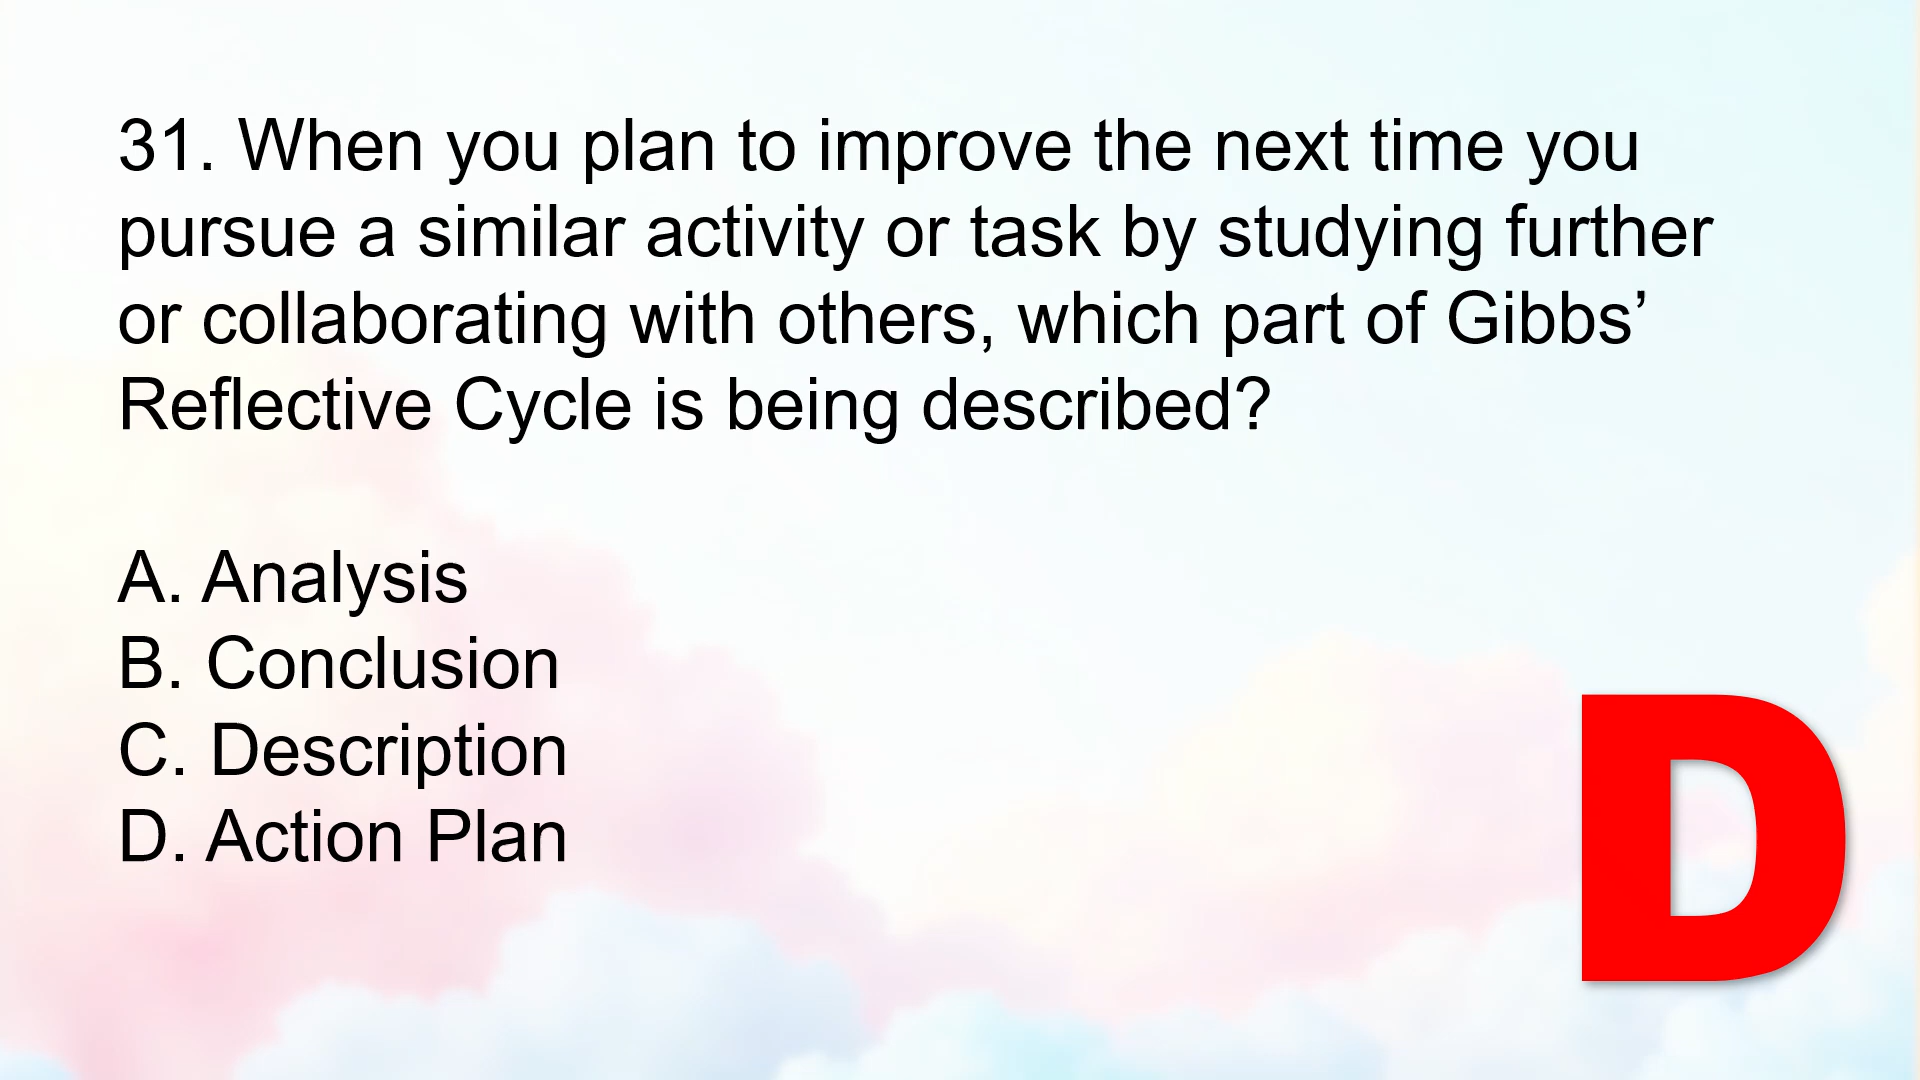 31. When you plan to improve the next time you
pursue a similar activity or task by studying further
or collaborating with others, which part of Gibbs’
Reflective Cycle is being described?
A. Analysis
B. Conclusion
C. Description
D. Action Plan
D